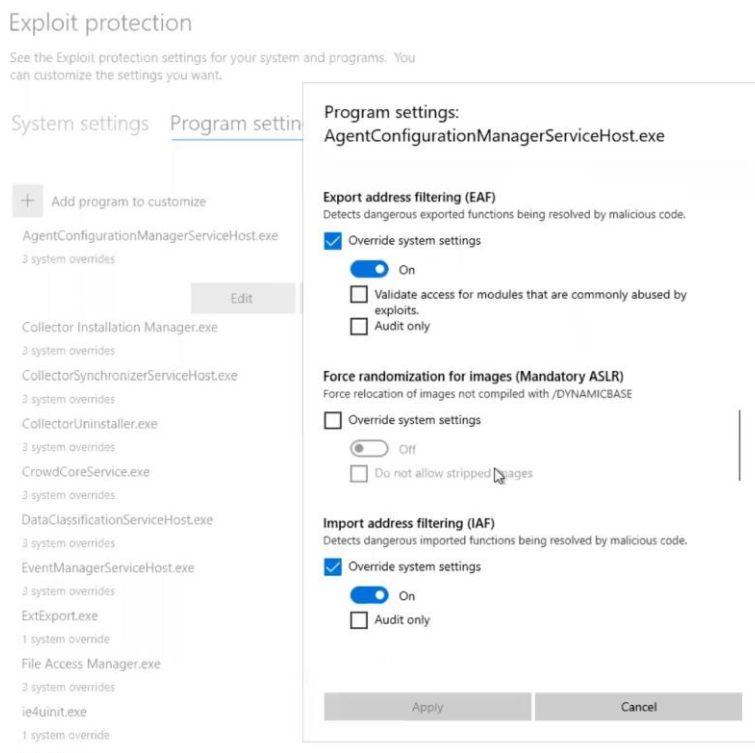 Exploit protection
See the Exploit protection settings for your system and programs. You
can customize the settings you want.
System settings
Program settin
Add program to customize
AgentConfigurationManagerServiceHost.exe
3 system overrides
Edit
Collector Installation Manager.exe
3 system overrides
CollectorSynchronizerServiceHost.exe
3 system overrides
CollectorUninstaller.exe
3 system overrides
CrowdCoreService.exe
3 system overrides
DataClassificationServiceHost.exe
3 system overrides
EventManagerServiceHost.exe
3 system overrides
ExtExport.exe
1 system override
File Access Manager.exe
3 system overrides
ie4uinit.exe
1 system override
Program settings:
AgentConfigurationManagerServiceHost.exe
Export address filtering (EAF)
Detects dangerous exported functions being resolved by malicious code.
Override system settings
On
Validate access for modules that are commonly abused by
exploits.
Audit only
Force randomization for images (Mandatory ASLR)
Force relocation of images not compiled with /DYNAMICBASE
Override system settings
Off
Do not allow stripped images
Import address filtering (IAF)
Detects dangerous imported functions being resolved by malicious code.
Override system settings
On
Audit only
Apply
Cancel